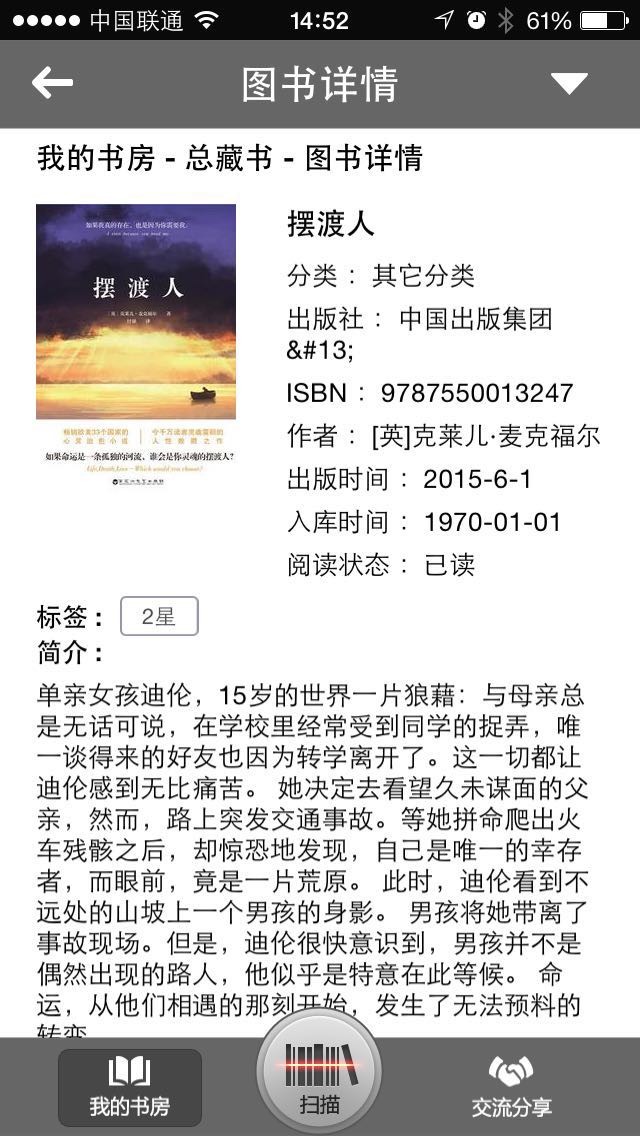 中国联通
14:52
61%
图书详情
我的书房 - 总藏书 - 图书详情
如果我真的存在，也是因为你需要我。
I exist because you need me.
摆渡人
[英]克莱儿·麦克福尔 著
付强 译
畅销欧美33个国家的
心灵治愈小说
令千万读者灵魂震颤的
人性救赎之作
如果命运是一条孤独的河流，谁会是你灵魂的摆渡人？
Life,Death,Love—Which would you choose?
摆渡人
分类： 其它分类
出版社： 中国出版集团
&#13;
ISBN： 9787550013247
作者： [英]克莱儿·麦克福尔
出版时间： 2015-6-1
入库时间： 1970-01-01
阅读状态： 已读
标签： 2星
简介：
单亲女孩迪伦，15岁的世界一片狼藉：与母亲总
是无话可说，在学校里经常受到同学的捉弄，唯
一谈得来的好友也因为转学离开了。这一切都让
迪伦感到无比痛苦。 她决定去看望久未谋面的父
亲，然而，路上突发交通事故。等她拼命爬出火
车残骸之后，却惊恐地发现，自己是唯一的幸存
者，而眼前，竟是一片荒原。 此时，迪伦看到不
远处的山坡上一个男孩的身影。 男孩将她带离了
事故现场。但是，迪伦很快意识到，男孩并不是
偶然出现的路人，他似乎是特意在此等候。 命
运，从他们相遇的那刻开始，发生了无法预料的
转变
我的书房
扫描
交流分享